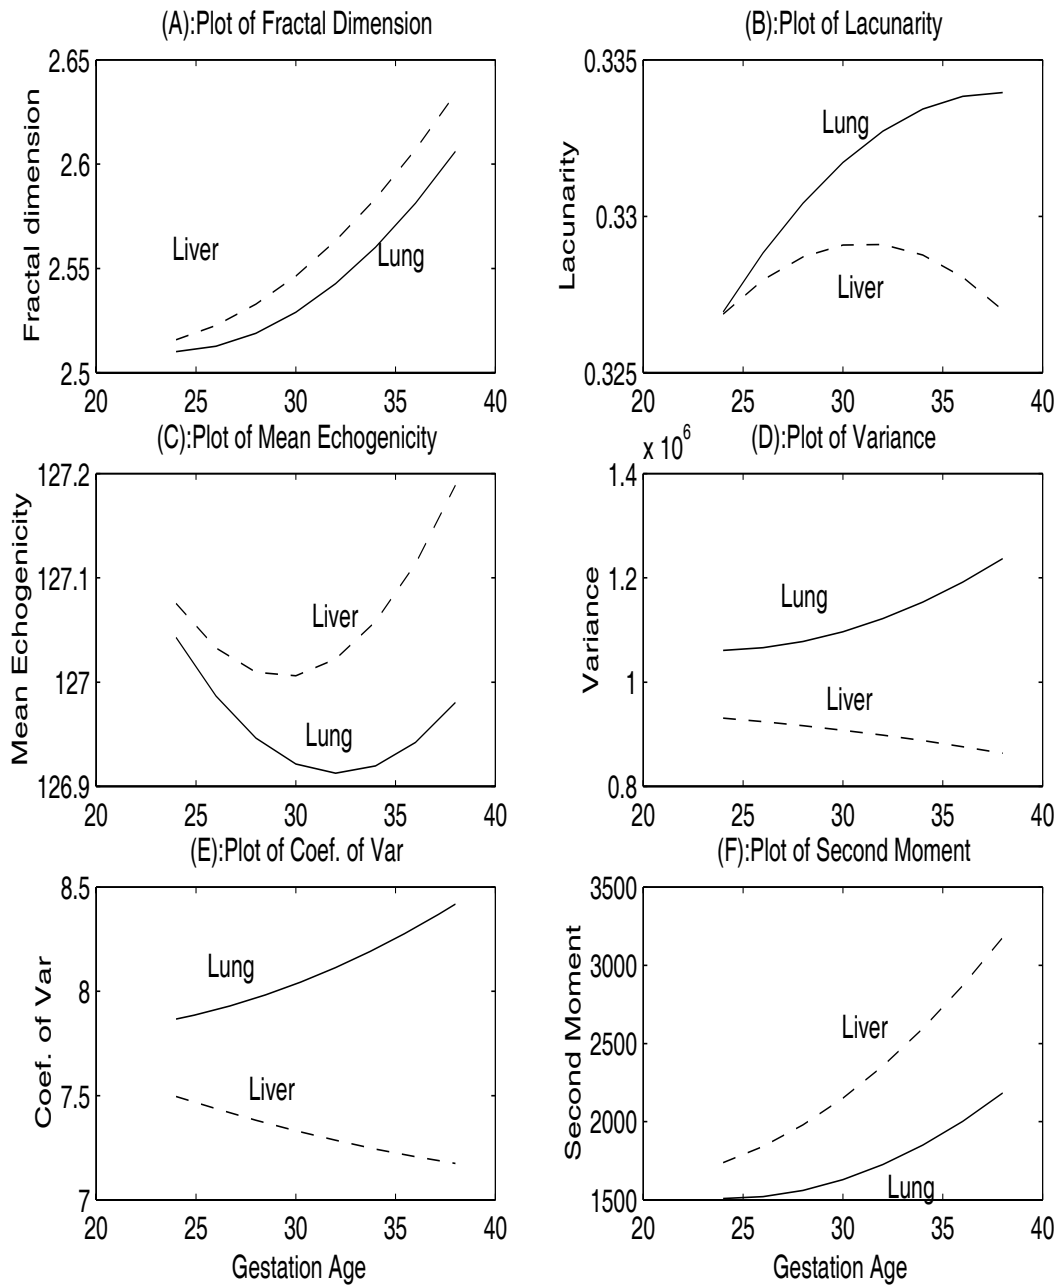 (A):Plot of Fractal Dimension
2.65
2.6
2.55
2.5
Fractal dimension
Liver
Lung
20 25 30 35 40
(B):Plot of Lacunarity
0.335
0.33
0.325
Lacunarity
Lung
Liver
20 25 30 35 40
(C):Plot of Mean Echogenicity
127.2
127.1
127
126.9
Mean Echogenicity
Liver
Lung
20 25 30 35 40
(D):Plot of Variance
x 10^6
1.4
1.2
1
0.8
Variance
Lung
Liver
20 25 30 35 40
(E):Plot of Coef. of Var
8.5
8
7.5
7
Coef. of Var
Lung
Liver
20 25 30 35 40
Gestation Age
(F):Plot of Second Moment
3500
3000
2500
2000
1500
Second Moment
Liver
Lung
20 25 30 35 40
Gestation Age